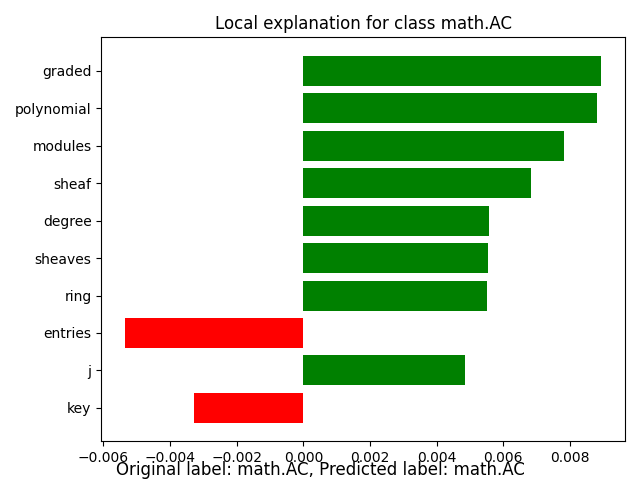 Local explanation for class math.AC
graded
polynomial
modules
sheaf
degree
sheaves
ring
entries
j
key
−0.006 −0.004 −0.002 0.000 0.002 0.004 0.006 0.008
Original label: math.AC, Predicted label: math.AC